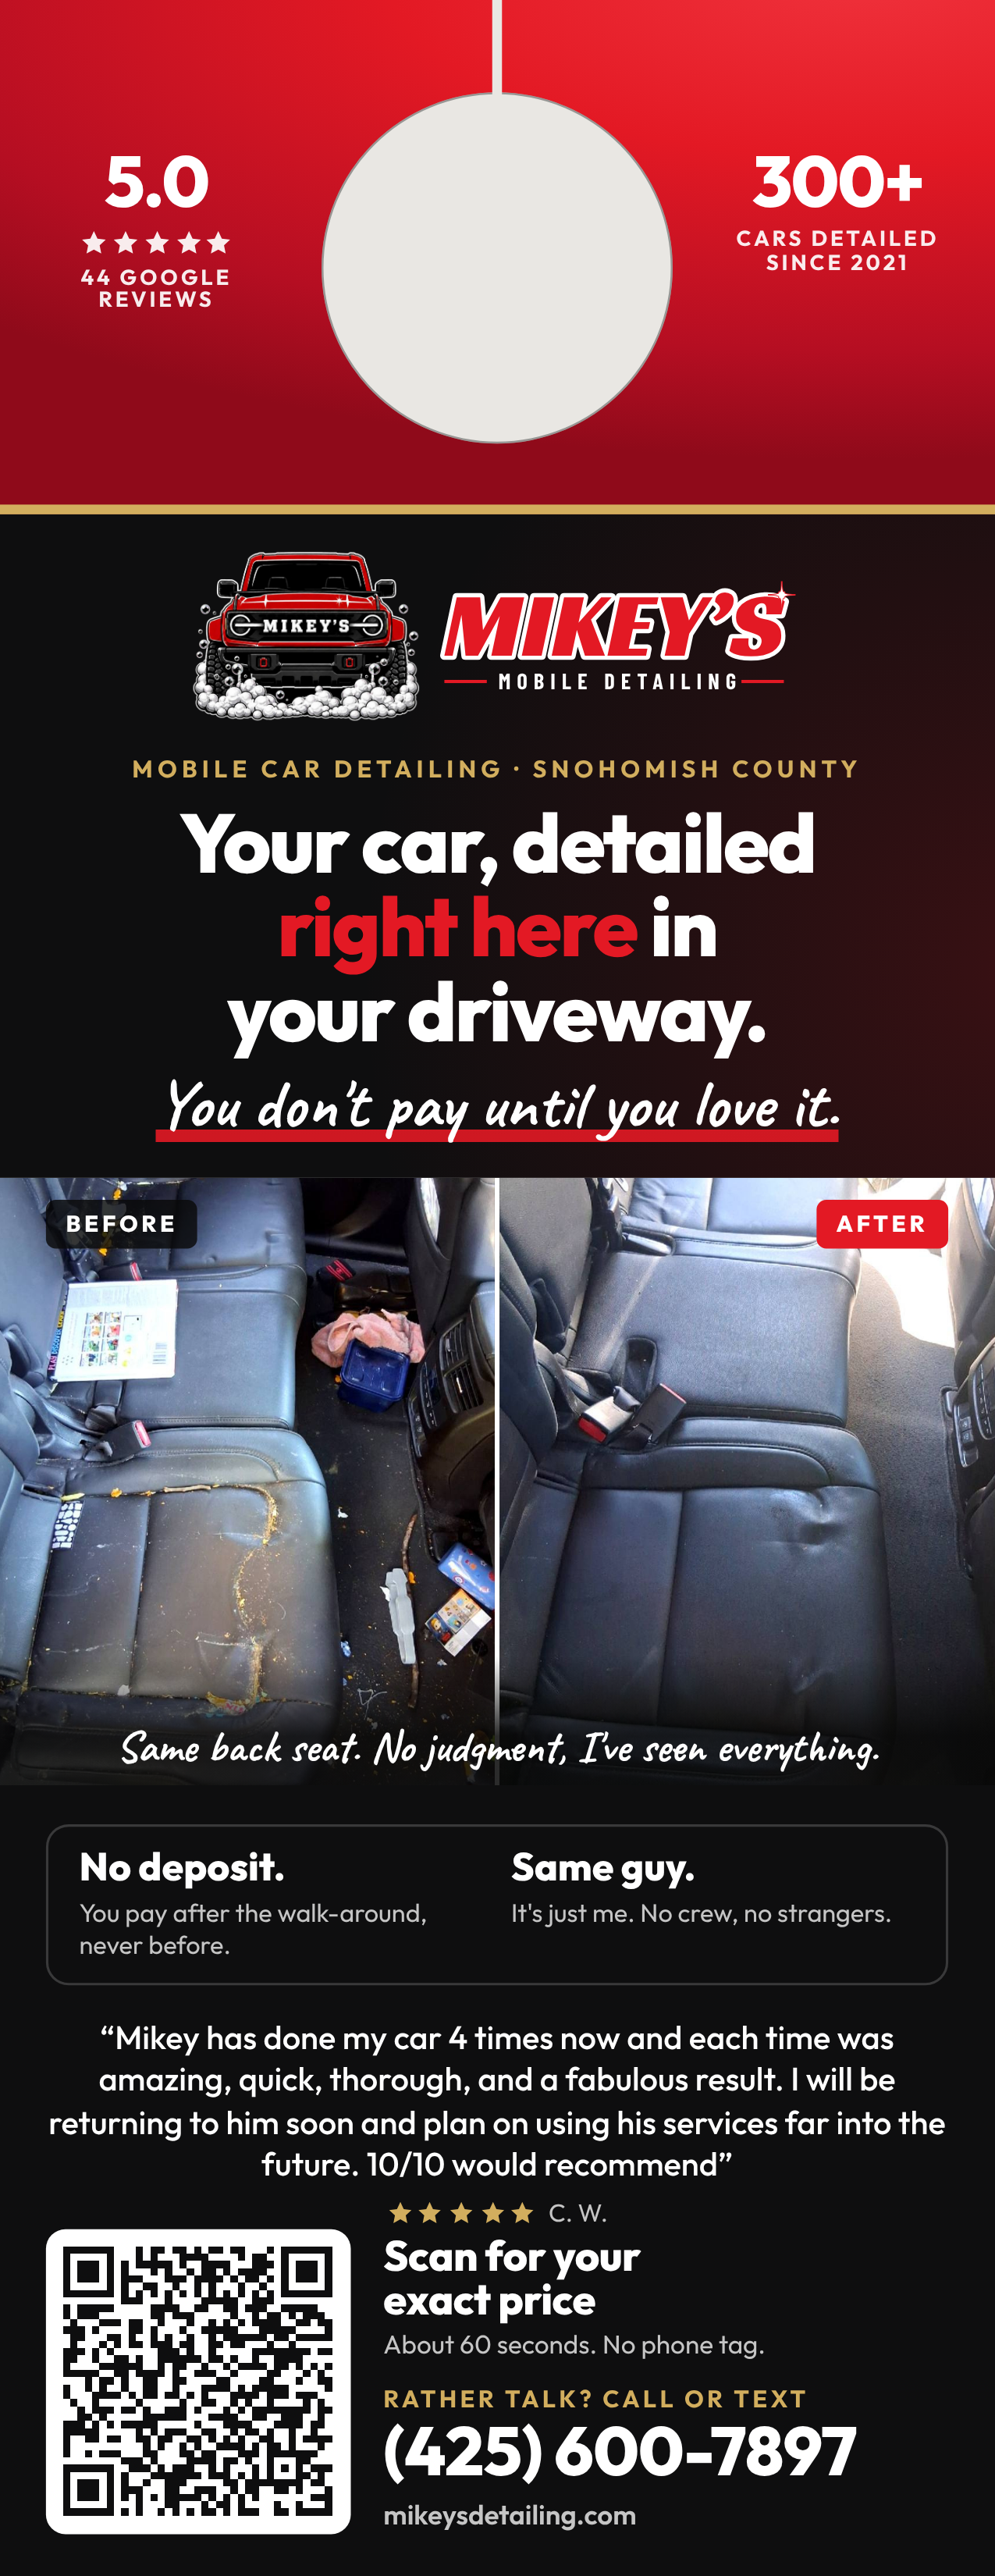 5.0
44 GOOGLE
REVIEWS
300+
CARS DETAILED
SINCE 2021
MIKEY'S
MIKEY'S
MOBILE DETAILING
MOBILE CAR DETAILING · SNOHOMISH COUNTY
Your car, detailed
right here in
your driveway.
You don't pay until you love it.
BEFORE
AFTER
Same back seat. No judgment, I've seen everything.
No deposit.
You pay after the walk-around,
never before.
Same guy.
It's just me. No crew, no strangers.
“Mikey has done my car 4 times now and each time was
amazing, quick, thorough, and a fabulous result. I will be
returning to him soon and plan on using his services far into the
future. 10/10 would recommend”
C. W.
Scan for your
exact price
About 60 seconds. No phone tag.
RATHER TALK? CALL OR TEXT
(425) 600-7897
mikeysdetailing.com